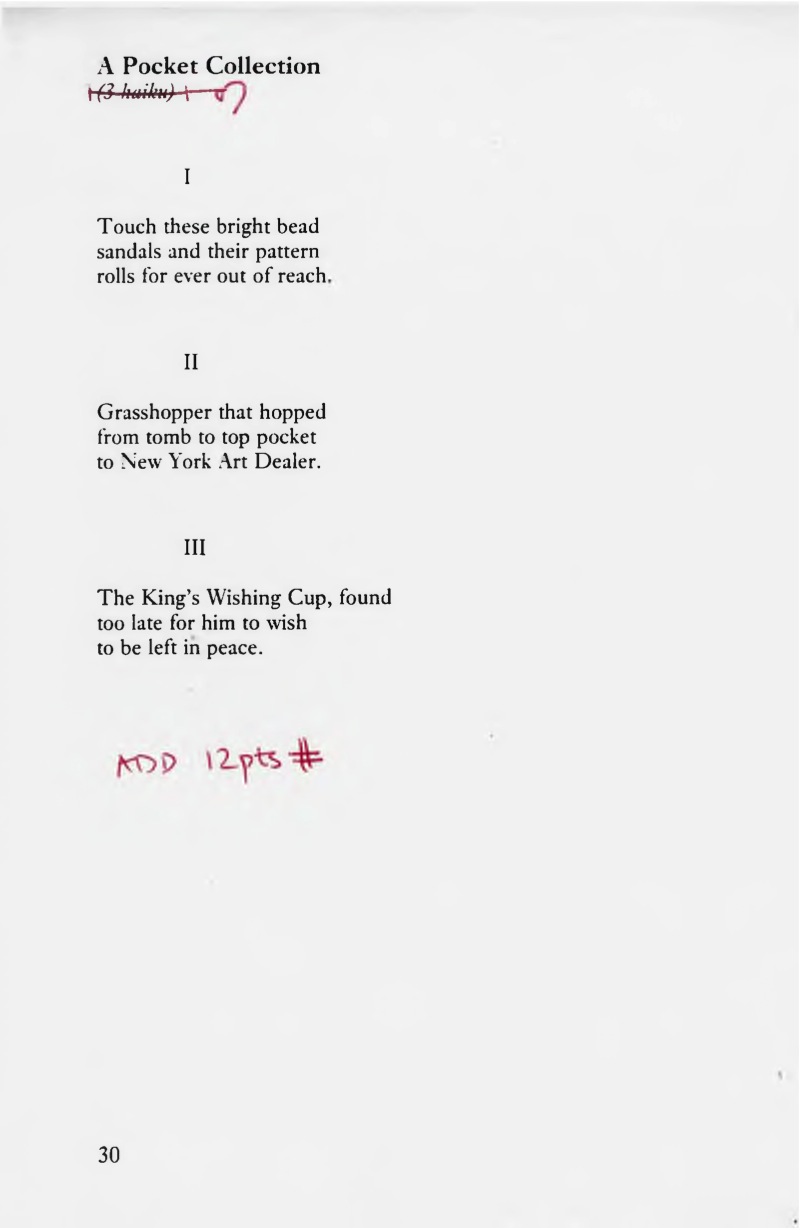 A Pocket Collection
(3 haiku)
I
Touch these bright bead
sandals and their pattern
rolls for ever out of reach.
II
Grasshopper that hopped
from tomb to top pocket
to New York Art Dealer.
III
The King's Wishing Cup, found
too late for him to wish
to be left in peace.
ADD 12pts #
30